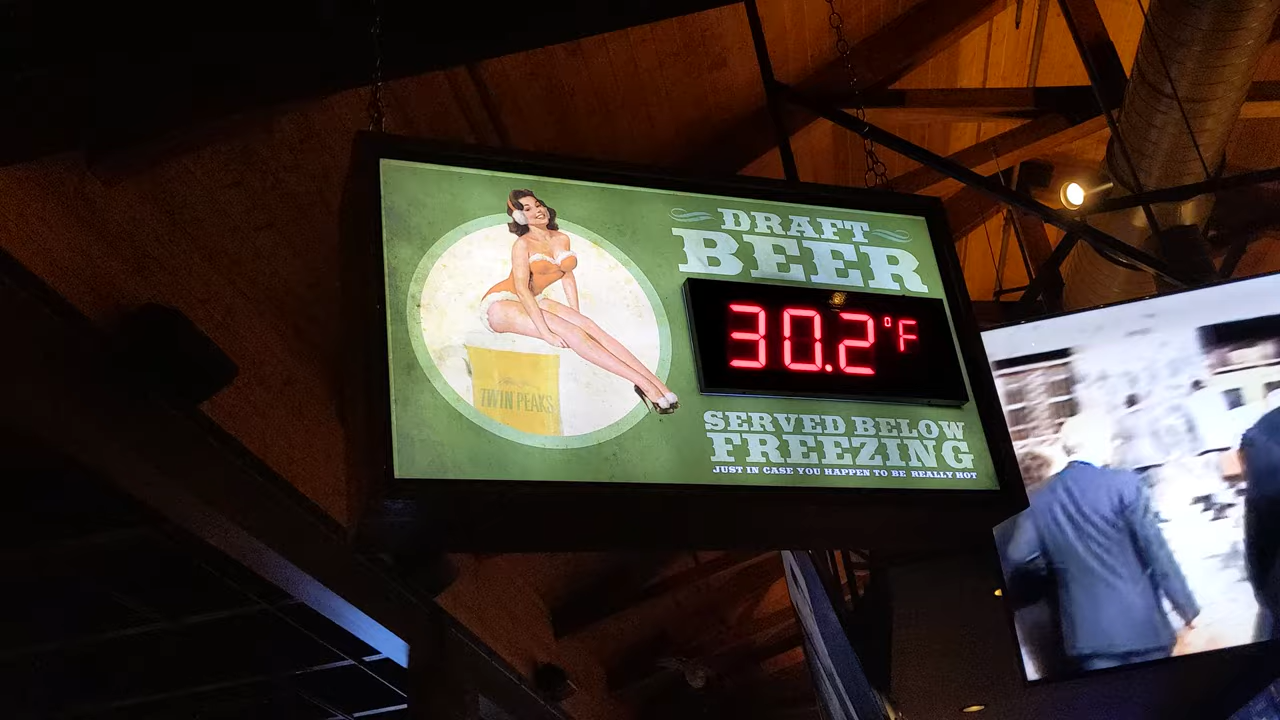 DRAFT
BEER
30.2°F
TWIN PEAKS
SERVED BELOW
FREEZING
JUST IN CASE YOU HAPPEN TO BE REALLY HOT